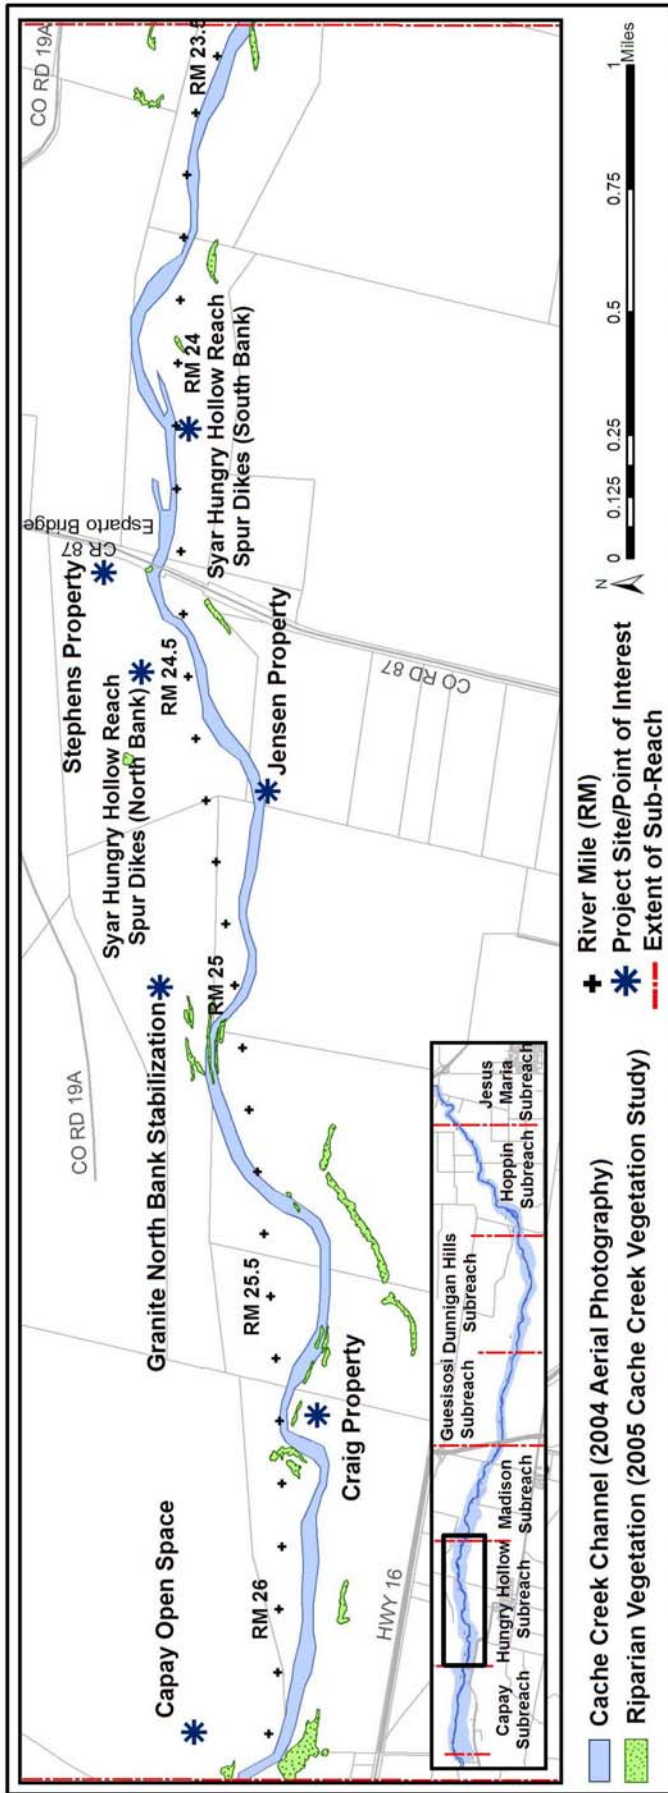 CO RD 19A
CO RD 19A
Capay Open Space
Granite North Bank Stabilization
Syar Hungry Hollow Reach
Spur Dikes (North Bank)
Stephens Property
CR 87
Esparto Bridge
RM 26
RM 25.5
RM 25
RM 24.5
RM 24
RM 23.5
Craig Property
Jensen Property
Syar Hungry Hollow Reach
Spur Dikes (South Bank)
HWY 16
CO RD 87
Capay
Subreach
Hungry Hollow
Subreach
Madison
Subreach
Guesisosi
Subreach
Dunnigan Hills
Subreach
Hoppin
Subreach
Jesus
Maria
Subreach
Cache Creek Channel (2004 Aerial Photography)
Riparian Vegetation (2005 Cache Creek Vegetation Study)
River Mile (RM)
Project Site/Point of Interest
Extent of Sub-Reach
N
0 0.125 0.25 0.5 0.75 1
Miles